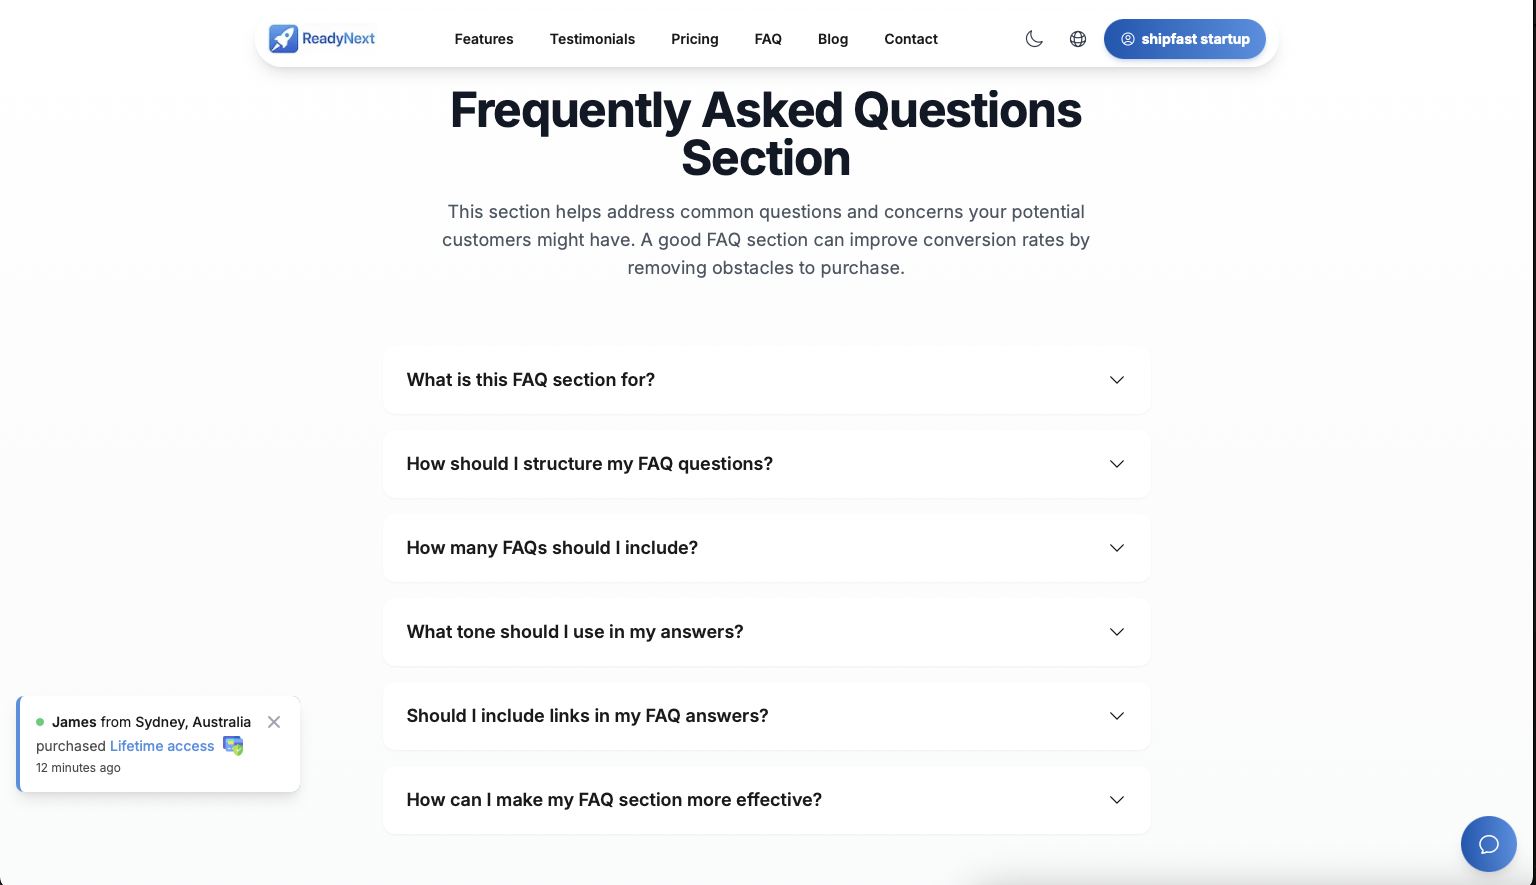 ReadyNext
Features
Testimonials
Pricing
FAQ
Blog
Contact
shipfast startup
Frequently Asked Questions
Section
This section helps address common questions and concerns your potential
customers might have. A good FAQ section can improve conversion rates by
removing obstacles to purchase.
What is this FAQ section for?
How should I structure my FAQ questions?
How many FAQs should I include?
What tone should I use in my answers?
Should I include links in my FAQ answers?
How can I make my FAQ section more effective?
James from Sydney, Australia
purchased Lifetime access
12 minutes ago